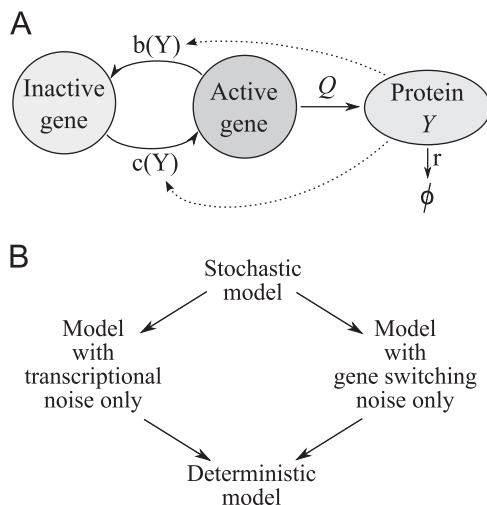 A
b(Y)
Inactive
gene
Active
gene
Q
Protein
Y
c(Y)
r
ϕ
B
Stochastic
model
Model
with
transcriptional
noise only
Model
with
gene switching
noise only
Deterministic
model